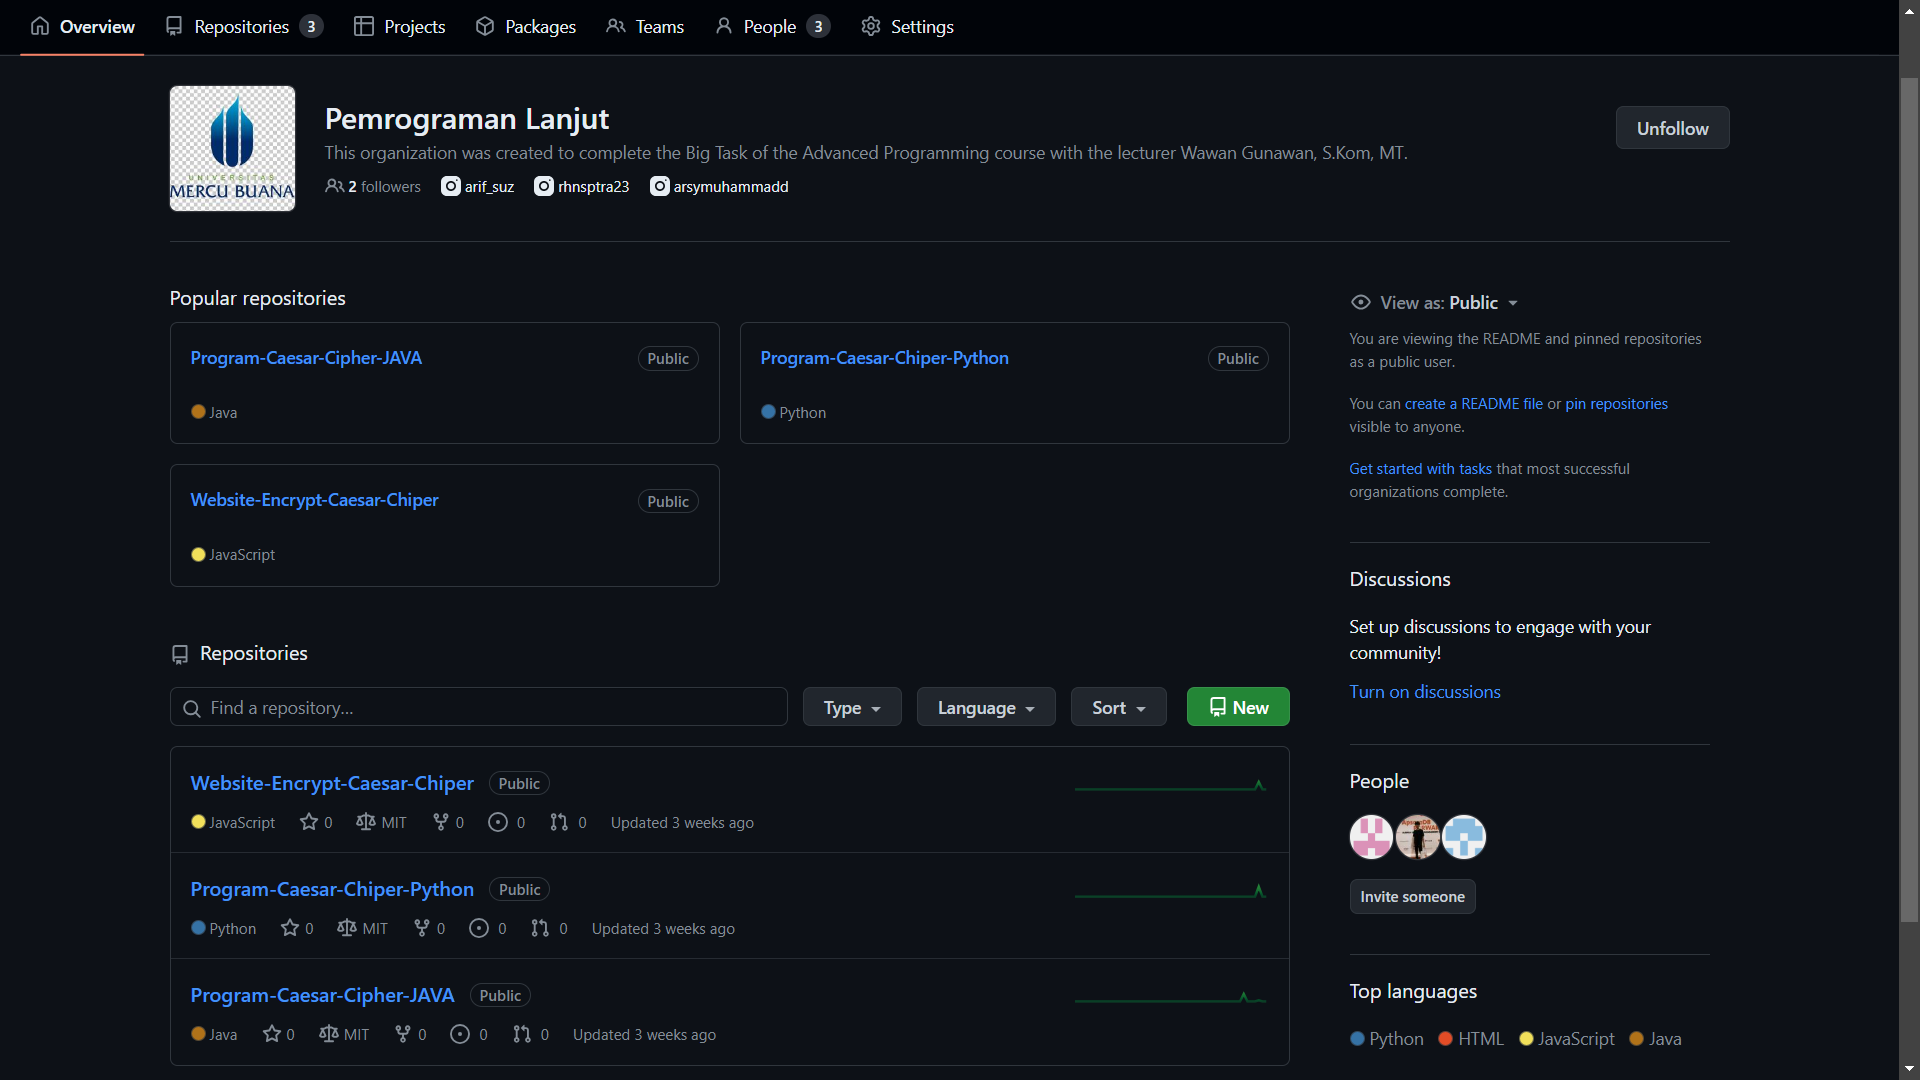 Overview Repositories 3 Projects Packages Teams People 3 Settings
UNIVERSITAS
MERCU BUANA
Pemrograman Lanjut
Unfollow
This organization was created to complete the Big Task of the Advanced Programming course with the lecturer Wawan Gunawan, S.Kom, MT.
2 followers arif_suz rhnsptra23 arsymuhammadd
Popular repositories
Program-Caesar-Cipher-JAVA Public
Java
Program-Caesar-Chiper-Python Public
Python
Website-Encrypt-Caesar-Chiper Public
JavaScript
Repositories
Find a repository... Type Language Sort New
Website-Encrypt-Caesar-Chiper Public
JavaScript 0 MIT 0 0 0 Updated 3 weeks ago
Program-Caesar-Chiper-Python Public
Python 0 MIT 0 0 0 Updated 3 weeks ago
Program-Caesar-Cipher-JAVA Public
Java 0 MIT 0 0 0 Updated 3 weeks ago
View as: Public
You are viewing the README and pinned repositories
as a public user.
You can create a README file or pin repositories
visible to anyone.
Get started with tasks that most successful
organizations complete.
Discussions
Set up discussions to engage with your
community!
Turn on discussions
People
Invite someone
Top languages
Python HTML JavaScript Java